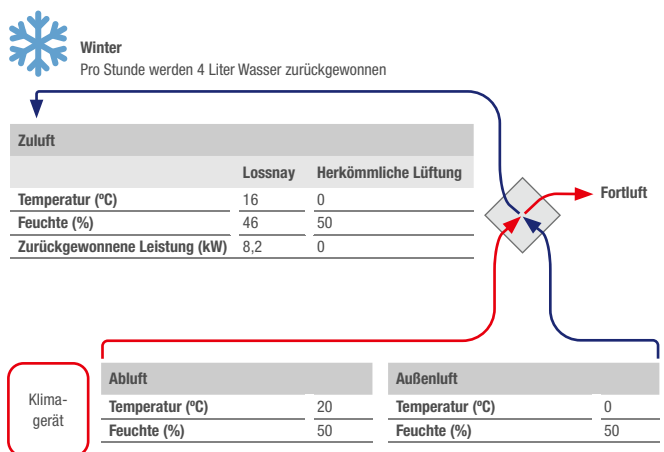 Winter
Pro Stunde werden 4 Liter Wasser zurückgewonnen
Zuluft
Lossnay Herkömmliche Lüftung
Temperatur (ºC) 16 0
Feuchte (%) 46 50
Zurückgewonnene Leistung (kW) 8,2 0
Fortluft
Klima-
gerät
Abluft
Temperatur (ºC) 20
Feuchte (%) 50
Außenluft
Temperatur (ºC) 0
Feuchte (%) 50